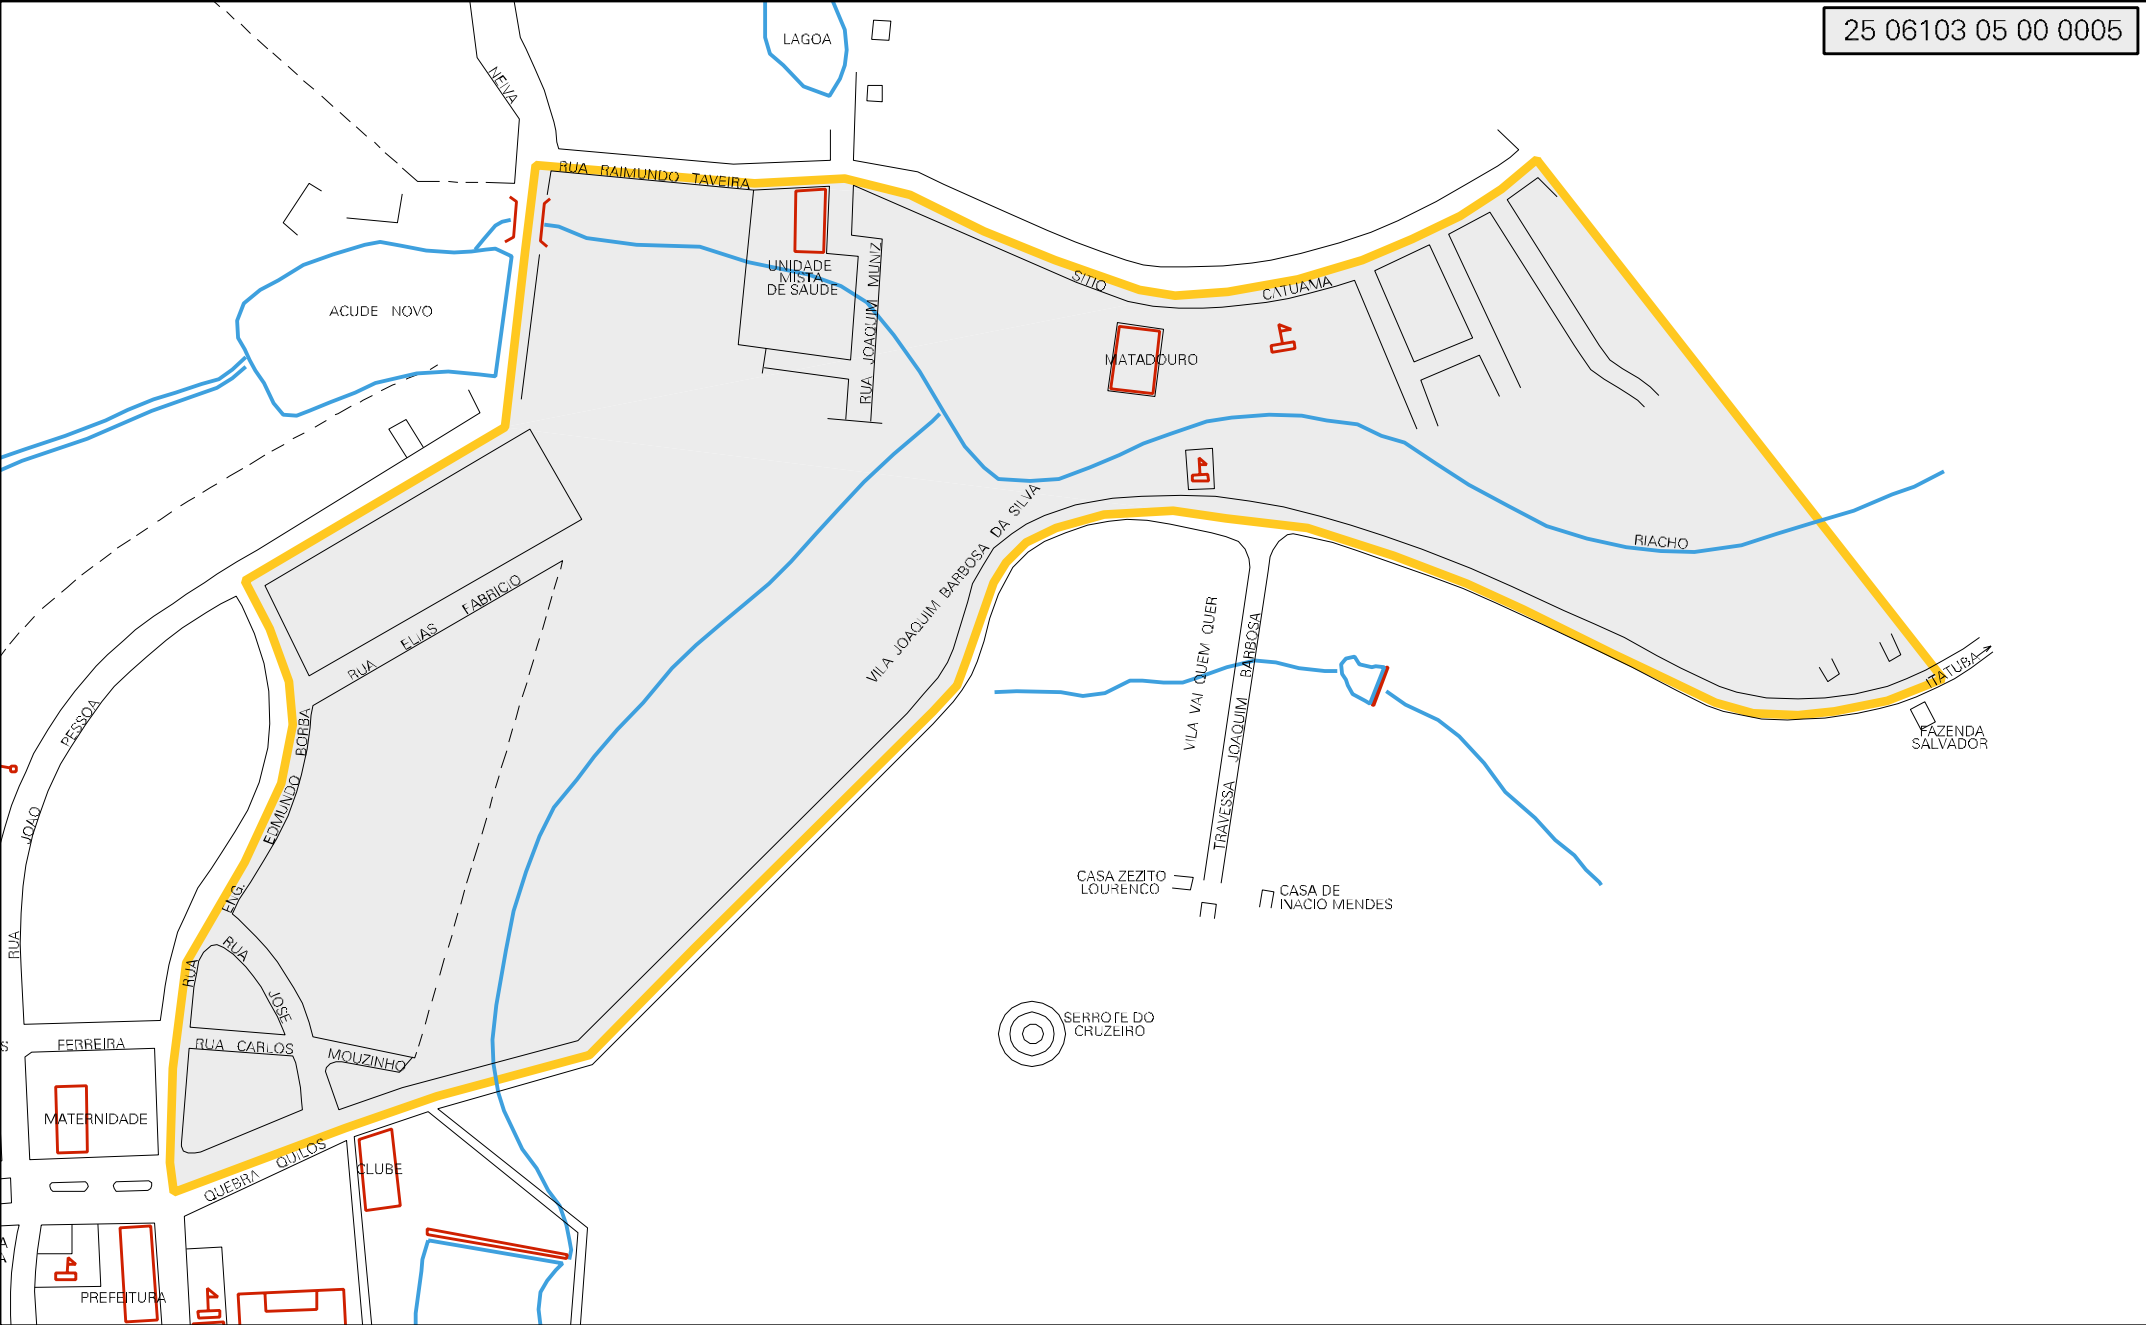 25 06103 05 00 0005
LAGOA
NEIVA
RUA RAIMUNDO TAVEIRA
UNIDADE
MISTA
DE SAUDE
RUA JOAQUIM MUNIZ
SITIO CATUAMA
ACUDE NOVO
MATADOURO
VILA JOAQUIM BARBOSA DA SILVA
RIACHO
RUA ELIAS FABRICIO
VILA VAI QUEM QUER
TRAVESSA JOAQUIM BARBOSA
ITATUBA
FAZENDA
SALVADOR
RUA JOAO PESSOA
RUA ENG. EDMUNDO BORBA
CASA ZEZITO
LOURENCO
CASA DE
INACIO MENDES
RUA JOSE
SERROTE DO
CRUZEIRO
S FERREIRA
RUA CARLOS MOUZINHO
MATERNIDADE
QUEBRA QUILOS
CLUBE
A
A
PREFEITURA